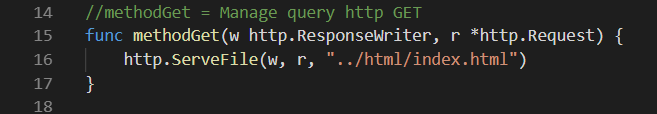 14 //methodGet = Manage query http GET
15 func methodGet(w http.ResponseWriter, r *http.Request) {
16     http.ServeFile(w, r, "../html/index.html")
17 }
18